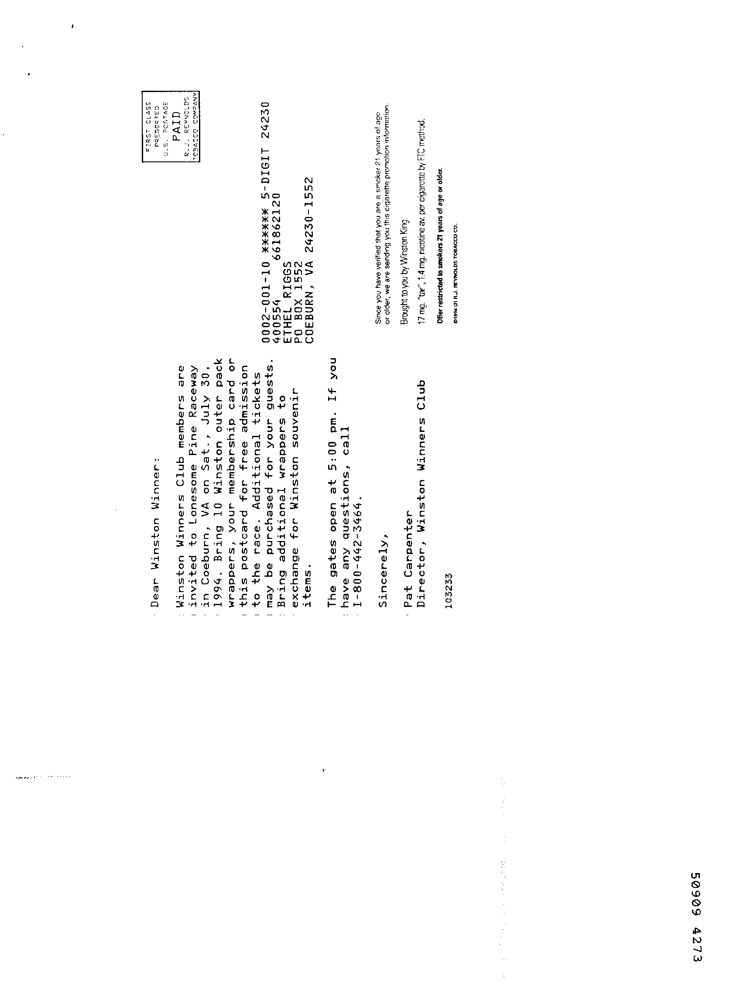 Dear Winston Winner:
Winston Winners Club members are
invited to Lonesome Pine Raceway
in Coeburn, VA on Sat., July 30,
1994. Bring 10 Winston outer pack
wrappers, your membership card or
this postcard for free admission
to the race. Additional tickets
may be purchased for your guests.
Bring additional wrappers to
exchange for Winston souvenir
items.
The gates open at 5:00 pm. If you
have any questions, call
1-800-442-3464.
Sincerely,
Pat Carpenter
Director, Winston Winners Club
103233
FIRST CLASS
PRESORTED
U.S. POSTAGE
PAID
R.J. REYNOLDS
TOBACCO COMPANY
0002-001-10 ****** 5-DIGIT 24230
400554 661862120
ETHEL RIGGS
PO BOX 1552
COEBURN, VA 24230-1552
Since you have verified that you are a smoker 21 years of age
or older, we are sending you this cigarette promotion information.
Brought to you by Winston King.
17 mg. "tar", 1.4 mg. nicotine av. per cigarette by FTC method.
Offer restricted to smokers 21 years of age or older.
R.J. REYNOLDS TOBACCO CO.
50909 4273